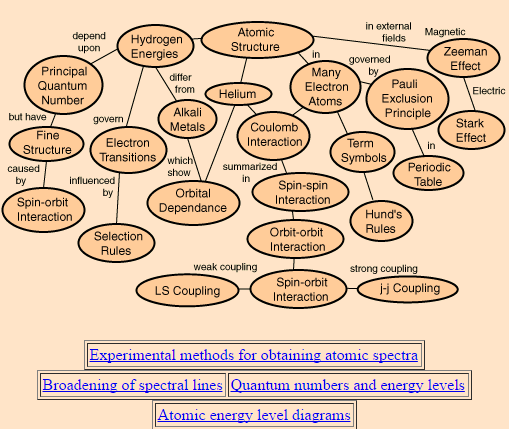 in external
fields
Magnetic
depend
upon
Hydrogen
Energies
Atomic
Structure
Zeeman
Effect
in
governed
by
Principal
Quantum
Number
differ
from
Helium
Many
Electron
Atoms
Pauli
Exclusion
Principle
Electric
but have
govern
Alkali
Metals
Coulomb
Interaction
Stark
Effect
Fine
Structure
Electron
Transitions
Term
Symbols
in
caused
by
which
show
summarized
in
Periodic
Table
influenced
by
Spin-orbit
Interaction
Orbital
Dependance
Spin-spin
Interaction
Hund's
Rules
Selection
Rules
Orbit-orbit
Interaction
weak coupling
strong coupling
LS Coupling
Spin-orbit
Interaction
j-j Coupling
Experimental methods for obtaining atomic spectra
Broadening of spectral lines
Quantum numbers and energy levels
Atomic energy level diagrams